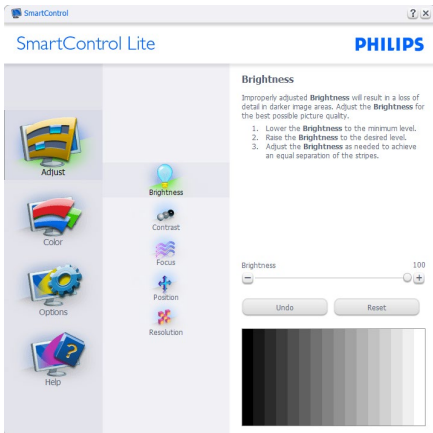 SmartControl
SmartControl Lite
PHILIPS
Adjust
Color
Options
Help
Brightness
Contrast
Focus
Position
Resolution
Brightness
Improperly adjusted Brightness will result in a loss of
detail in darker image areas. Adjust the Brightness for
the best possible picture quality.
1. Lower the Brightness to the minimum level.
2. Raise the Brightness to the desired level.
3. Adjust the Brightness as needed to achieve
an equal separation of the stripes.
Brightness 100
Undo Reset